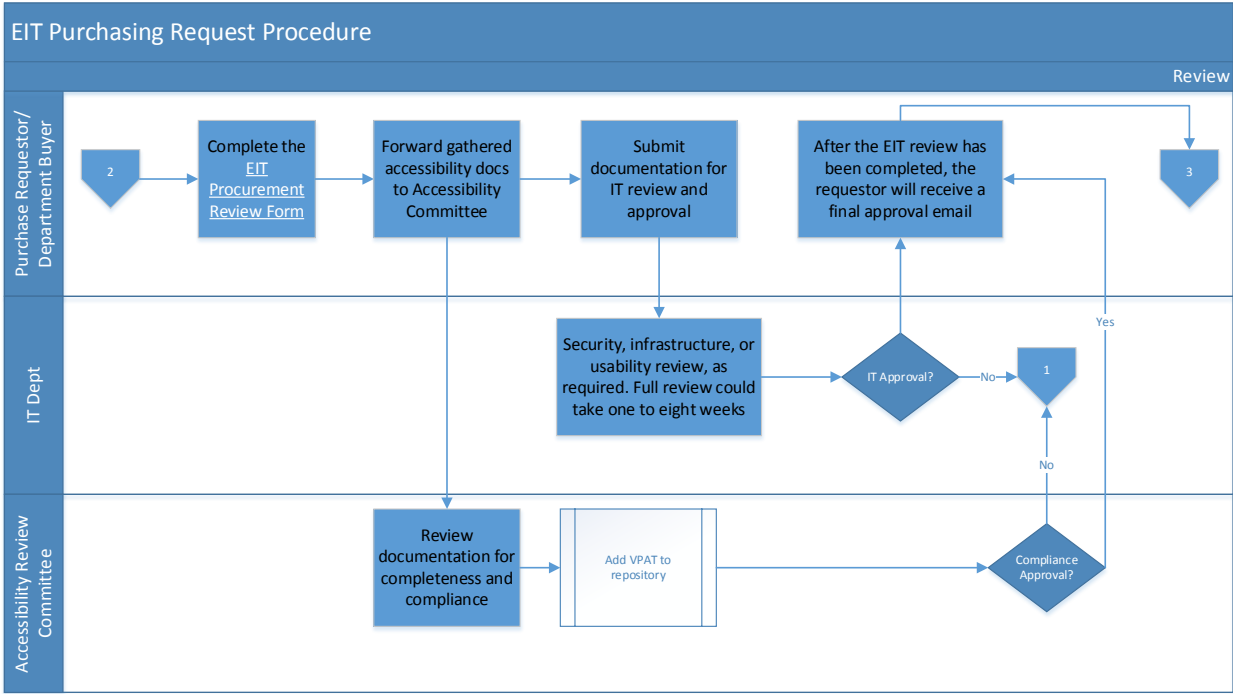 EIT Purchasing Request Procedure
Review
Purchase Requestor/
Department Buyer
2
Complete the
EIT
Procurement
Review Form
Forward gathered
accessibility docs
to Accessibility
Committee
Submit
documentation for
IT review and
approval
After the EIT review has
been completed, the
requestor will receive a
final approval email
3
IT Dept
Security, infrastructure, or
usability review, as
required. Full review could
take one to eight weeks
IT Approval?
No
1
Yes
No
Accessibility Review
Committee
Review
documentation for
completeness and
compliance
Add VPAT to
repository
Compliance
Approval?